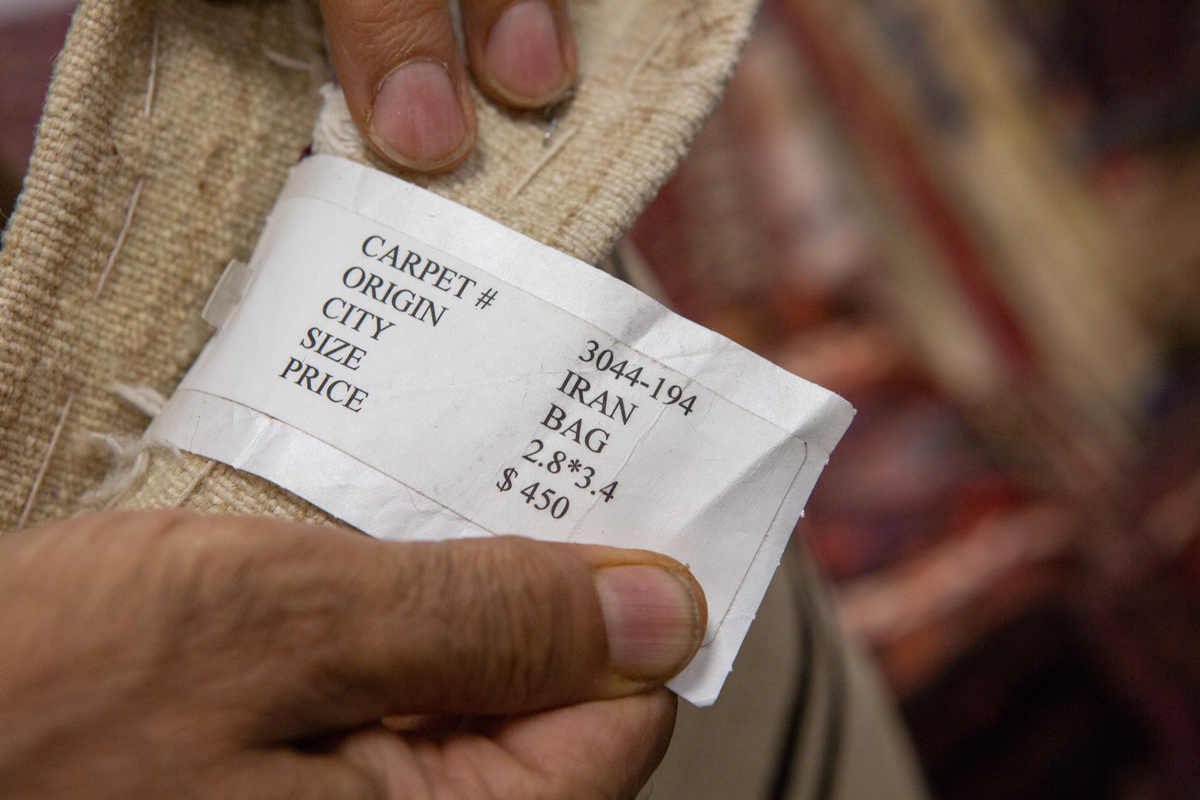 CARPET # 3044-194
ORIGIN IRAN
CITY BAG
SIZE 2.8*3.4
PRICE $ 450